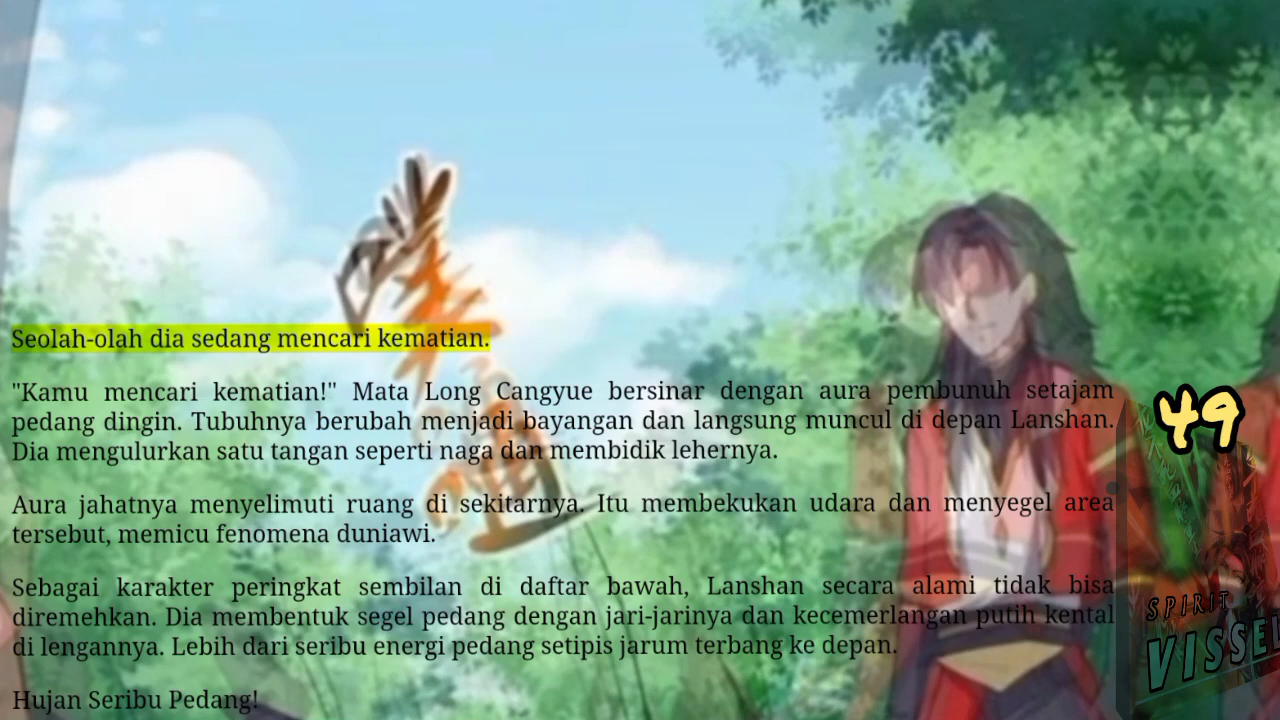 Seolah-olah dia sedang mencari kematian.
"Kamu mencari kematian!" Mata Long Cangyue bersinar dengan aura pembunuh setajam
pedang dingin. Tubuhnya berubah menjadi bayangan dan langsung muncul di depan Lanshan.
Dia mengulurkan satu tangan seperti naga dan membidik lehernya.
Aura jahatnya menyelimuti ruang di sekitarnya. Itu membekukan udara dan menyegel area
tersebut, memicu fenomena duniawi.
Sebagai karakter peringkat sembilan di daftar bawah, Lanshan secara alami tidak bisa
diremehkan. Dia membentuk segel pedang dengan jari-jarinya dan kecemerlangan putih kental
di lengannya. Lebih dari seribu energi pedang setipis jarum terbang ke depan.
Hujan Seribu Pedang!
49
SPIRIT
VISSEL